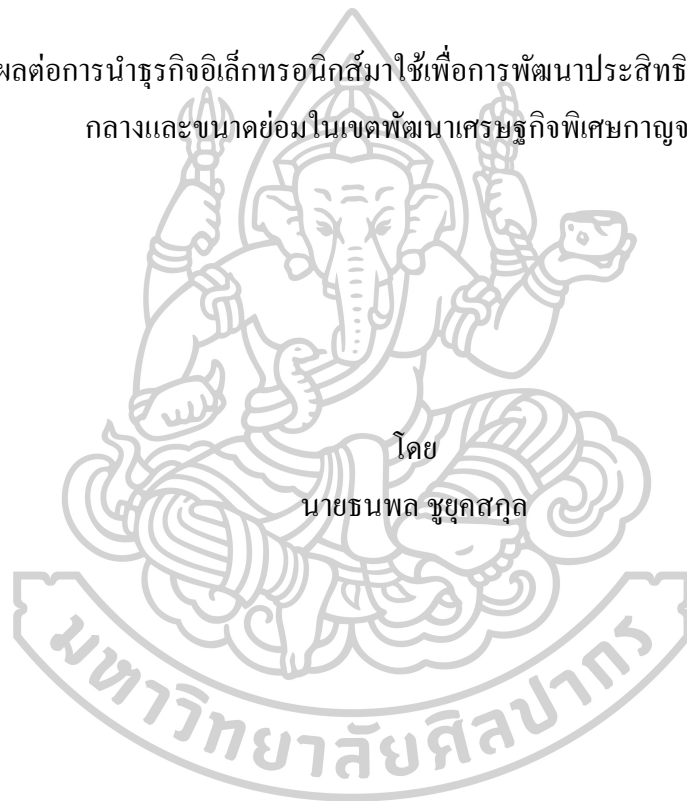 ผลต่อการนำธุรกิจอิเล็กทรอนิกส์มาใช้เพื่อการพัฒนาประสิทธิ
กลางและขนาดย่อมในเขตพัฒนาเศรษฐกิจพิเศษกาญจ
โดย
นายธนพล ชูยุคสกุล
มหาวิทยาลัยศิลปากร